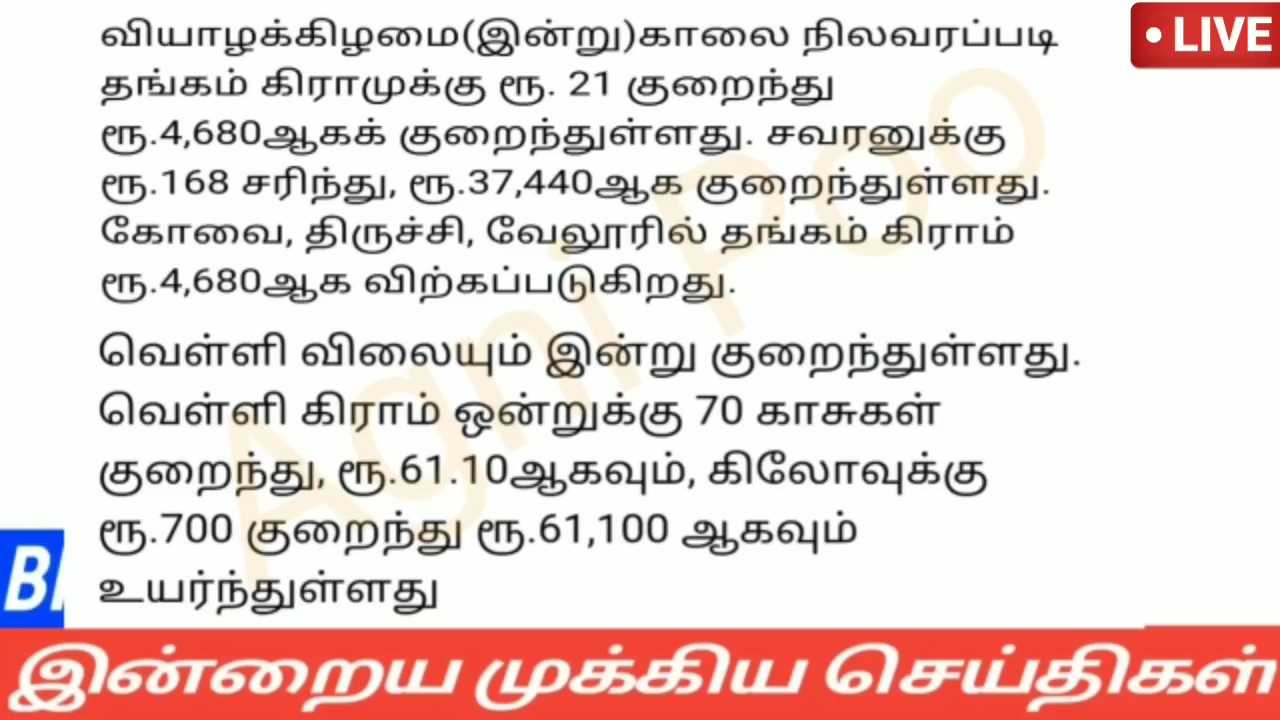 வியாழக்கிழமை(இன்று)காலை நிலவரப்படி
தங்கம் கிராமுக்கு ரூ. 21 குறைந்து
ரூ.4,680ஆகக் குறைந்துள்ளது. சவரனுக்கு
ரூ.168 சரிந்து, ரூ.37,440ஆக குறைந்துள்ளது.
கோவை, திருச்சி, வேலூரில் தங்கம் கிராம்
ரூ.4,680ஆக விற்கப்படுகிறது.
வெள்ளி விலையும் இன்று குறைந்துள்ளது.
வெள்ளி கிராம் ஒன்றுக்கு 70 காசுகள்
குறைந்து, ரூ.61.10ஆகவும், கிலோவுக்கு
ரூ.700 குறைந்து ரூ.61,100 ஆகவும்
உயர்ந்துள்ளது
LIVE
Agni Poo
இன்றைய முக்கிய செய்திகள்